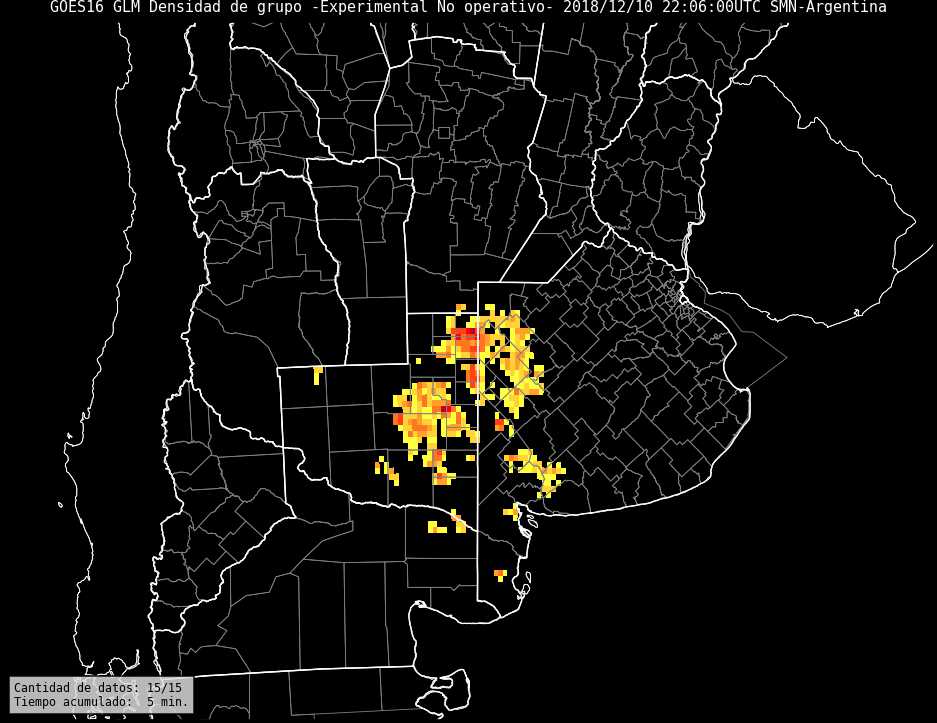 GOES16 GLM Densidad de grupo -Experimental No operativo- 2018/12/10 22:06:00UTC SMN-Argentina
Cantidad de datos: 15/15
Tiempo acumulado:  5 min.